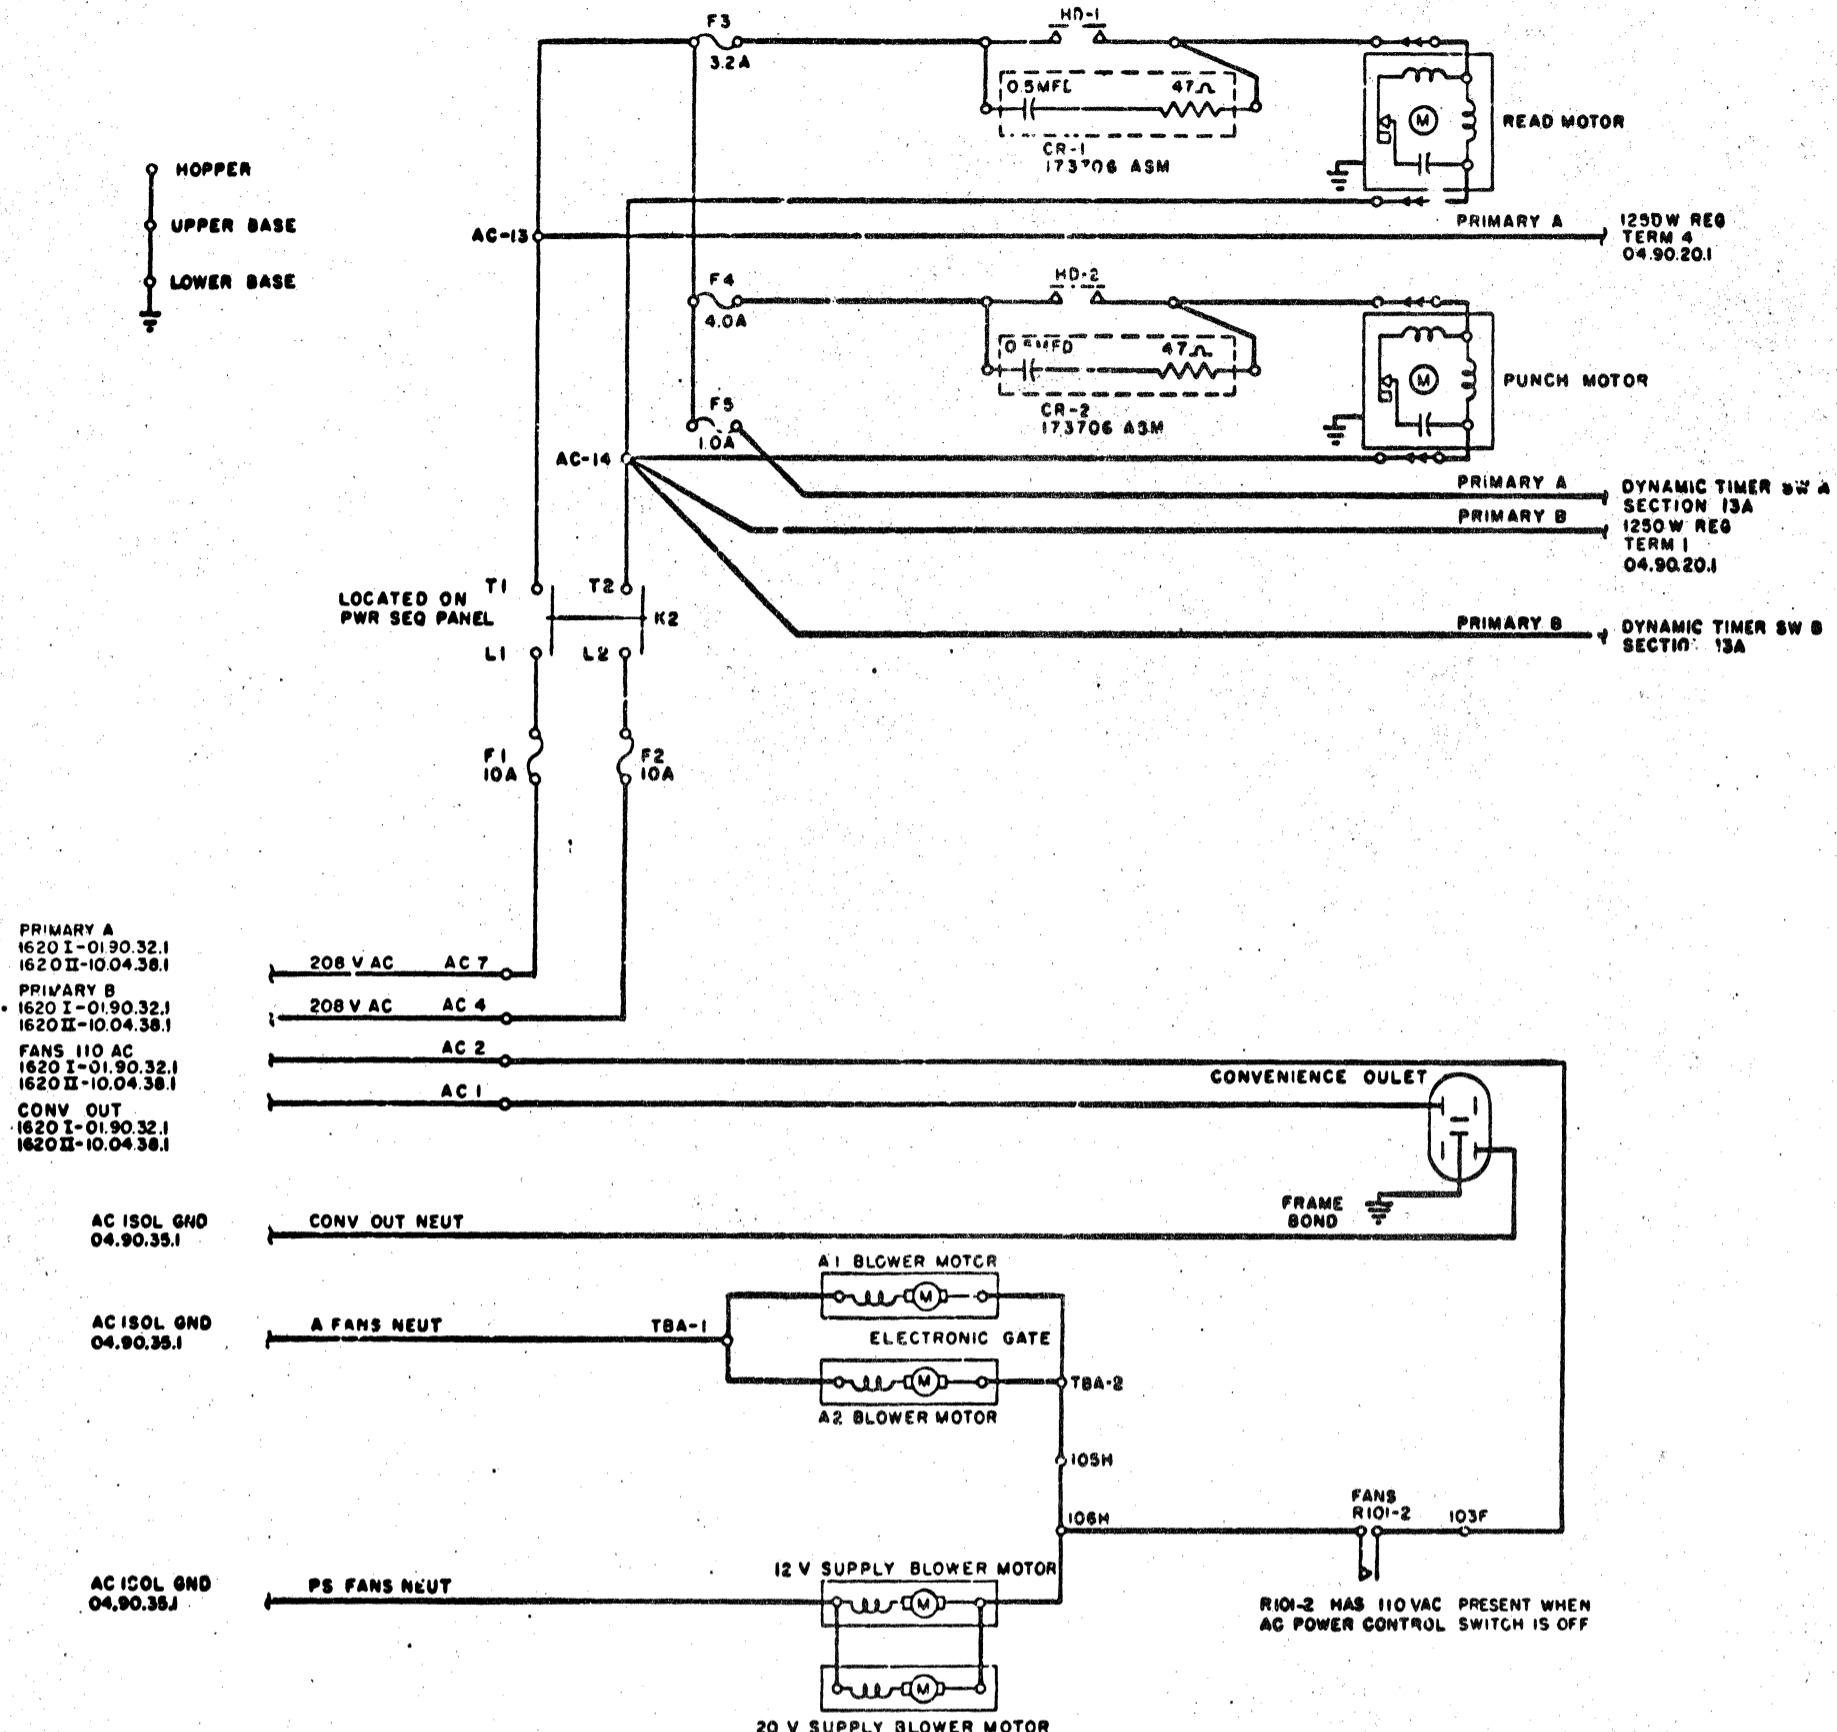 F3
3.2A
HD-1
0.5MFD
47Ω
CR-1
173706 ASM
M
READ MOTOR
HOPPER
UPPER BASE
LOWER BASE
AC-13
PRIMARY A
1250W REG
TERM 4
04.90.20.1
F4
4.0A
HD-2
0.5MFD
47Ω
CR-2
173706 ASM
M
PUNCH MOTOR
F5
1.0A
AC-14
PRIMARY A
DYNAMIC TIMER SW A
SECTION 13A
PRIMARY B
1250W REG
TERM 1
04.90.20.1
T1
T2
LOCATED ON
PWR SEQ PANEL
K2
L1
L2
PRIMARY B
DYNAMIC TIMER SW B
SECTION 13A
F1
10A
F2
10A
PRIMARY A
1620 I-01.90.32.1
1620 II-10.04.38.1
208 V AC
AC 7
PRIMARY B
1620 I-01.90.32.1
1620 II-10.04.38.1
208 V AC
AC 4
FANS 110 AC
1620 I-01.90.32.1
1620 II-10.04.38.1
AC 2
CONV OUT
1620 I-01.90.32.1
1620 II-10.04.38.1
AC 1
CONVENIENCE OULET
FRAME
BOND
AC ISOL GND
04.90.35.1
CONV OUT NEUT
A1 BLOWER MOTOR
M
AC ISOL GND
04.90.35.1
A FANS NEUT
TBA-1
ELECTRONIC GATE
M
TBA-2
A2 BLOWER MOTOR
105H
106H
FANS
R101-2
103F
12 V SUPPLY BLOWER MOTOR
AC ISOL GND
04.90.35.1
PS FANS NEUT
M
R101-2 HAS 110 VAC PRESENT WHEN
AC POWER CONTROL SWITCH IS OFF
M
20 V SUPPLY BLOWER MOTOR